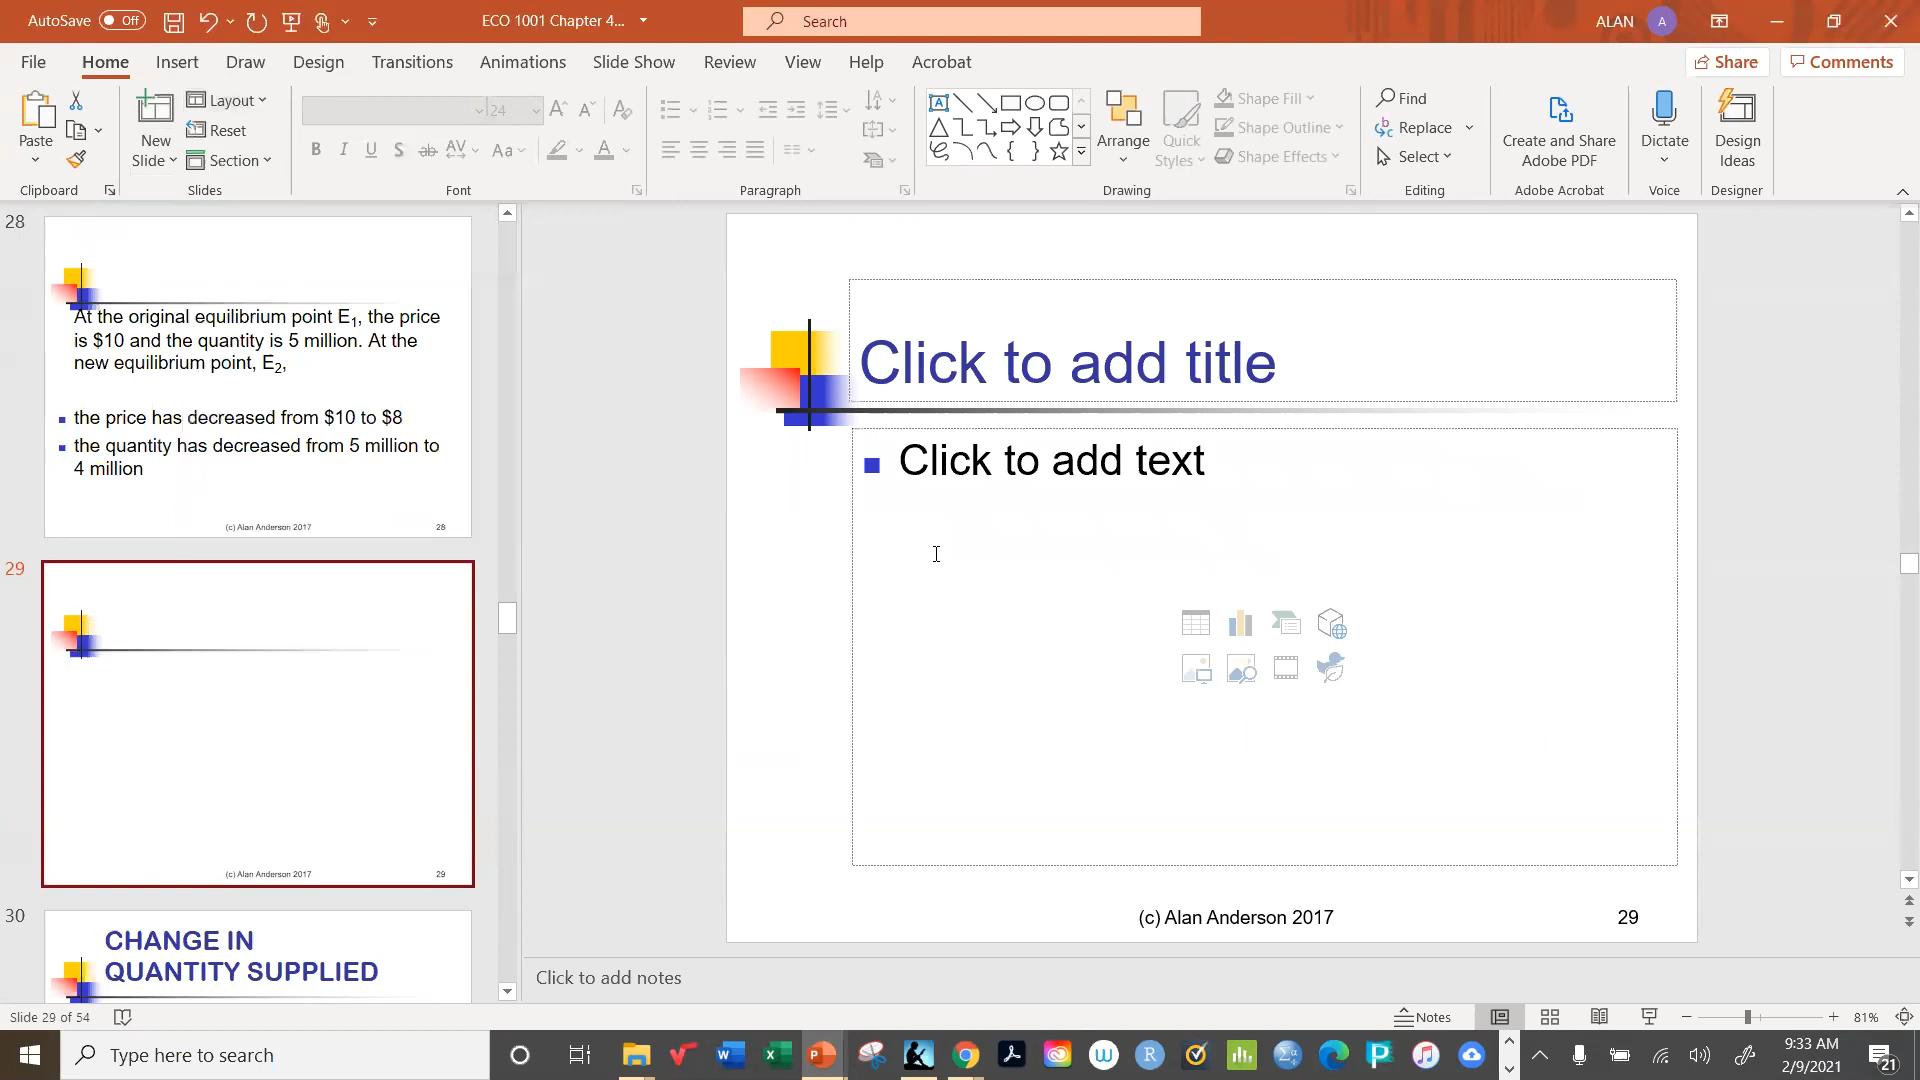 AutoSave Off
ECO 1001 Chapter 4...
Search
ALAN A
File Home Insert Draw Design Transitions Animations Slide Show Review View Help Acrobat
Share Comments
Paste
New Slide
Layout
Reset
Section
24
B I U S ab AV Aa A
Arrange
Quick Styles
Shape Fill
Shape Outline
Shape Effects
Find
Replace
Select
Create and Share Adobe PDF
Dictate
Design Ideas
Clipboard Slides Font Paragraph Drawing Editing Adobe Acrobat Voice Designer
28
At the original equilibrium point E1, the price
is $10 and the quantity is 5 million. At the
new equilibrium point, E2,
the price has decreased from $10 to $8
the quantity has decreased from 5 million to
4 million
(c) Alan Anderson 2017 28
29
(c) Alan Anderson 2017 29
30
CHANGE IN
QUANTITY SUPPLIED
Click to add title
Click to add text
(c) Alan Anderson 2017 29
Click to add notes
Slide 29 of 54
Notes
81%
Type here to search
9:33 AM
2/9/2021
21